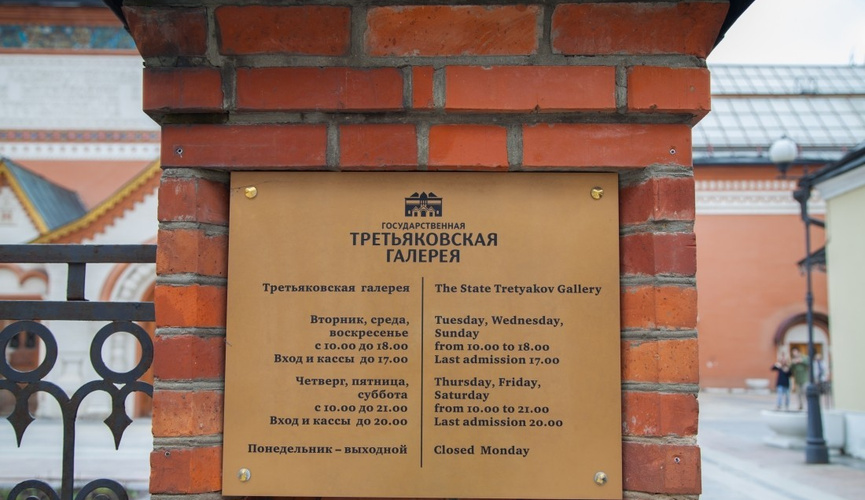 ГОСУДАРСТВЕННАЯ
ТРЕТЬЯКОВСКАЯ
ГАЛЕРЕЯ
Третьяковская галерея
Вторник, среда,
воскресенье
с 10.00 до 18.00
Вход и кассы до 17.00
Четверг, пятница,
суббота
с 10.00 до 21.00
Вход и кассы до 20.00
Понедельник – выходной
The State Tretyakov Gallery
Tuesday, Wednesday,
Sunday
from 10.00 to 18.00
Last admission 17.00
Thursday, Friday,
Saturday
from 10.00 to 21.00
Last admission 20.00
Closed Monday